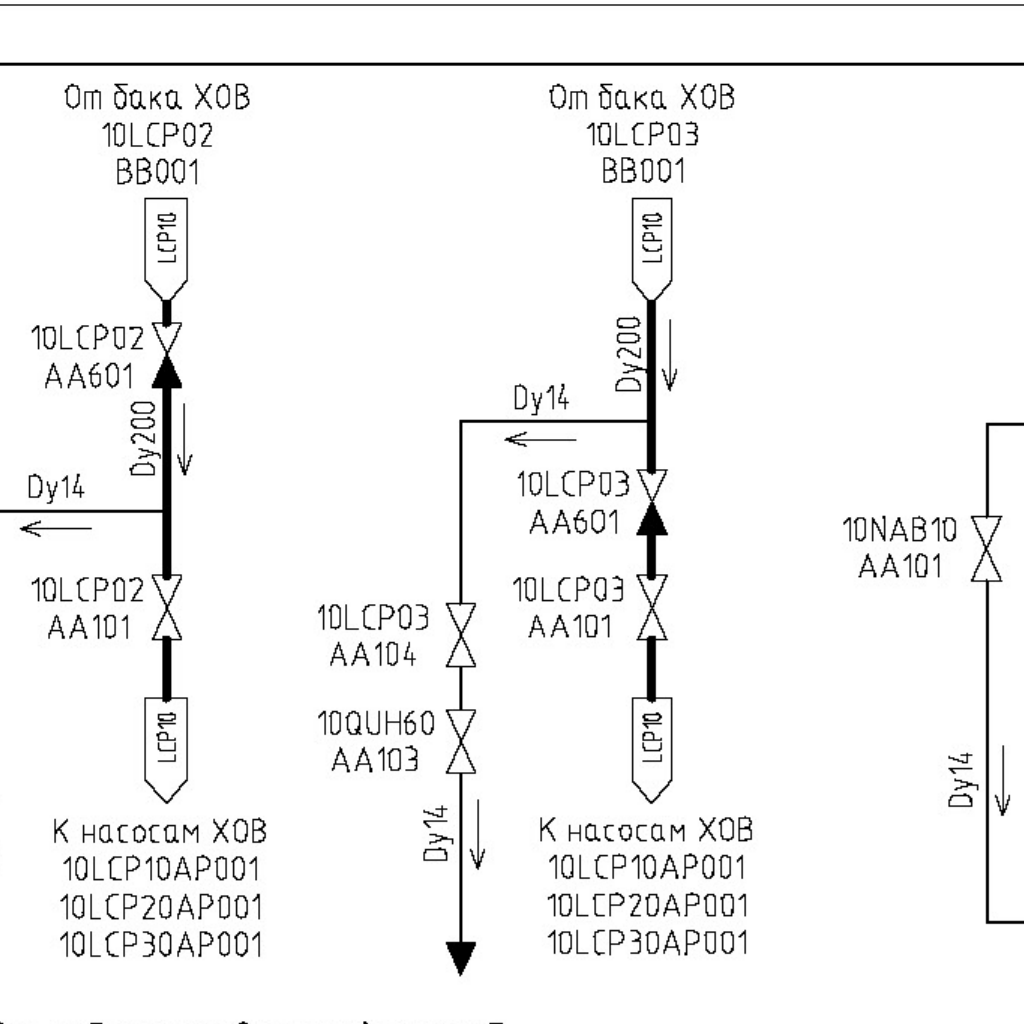 От бака ХОВ
10LCP02
BB001
LCP10
10LCP02
AA601
Dy200
Dy14
10LCP02
AA101
LCP10
К насосам ХОВ
10LCP10AP001
10LCP20AP001
10LCP30AP001
От бака ХОВ
10LCP03
BB001
LCP10
Dy200
Dy14
10LCP03
AA601
10LCP03
AA101
10LCP03
AA104
10QUH60
AA103
Dy14
LCP10
К насосам ХОВ
10LCP10AP001
10LCP20AP001
10LCP30AP001
10NAB10
AA101
Dy14